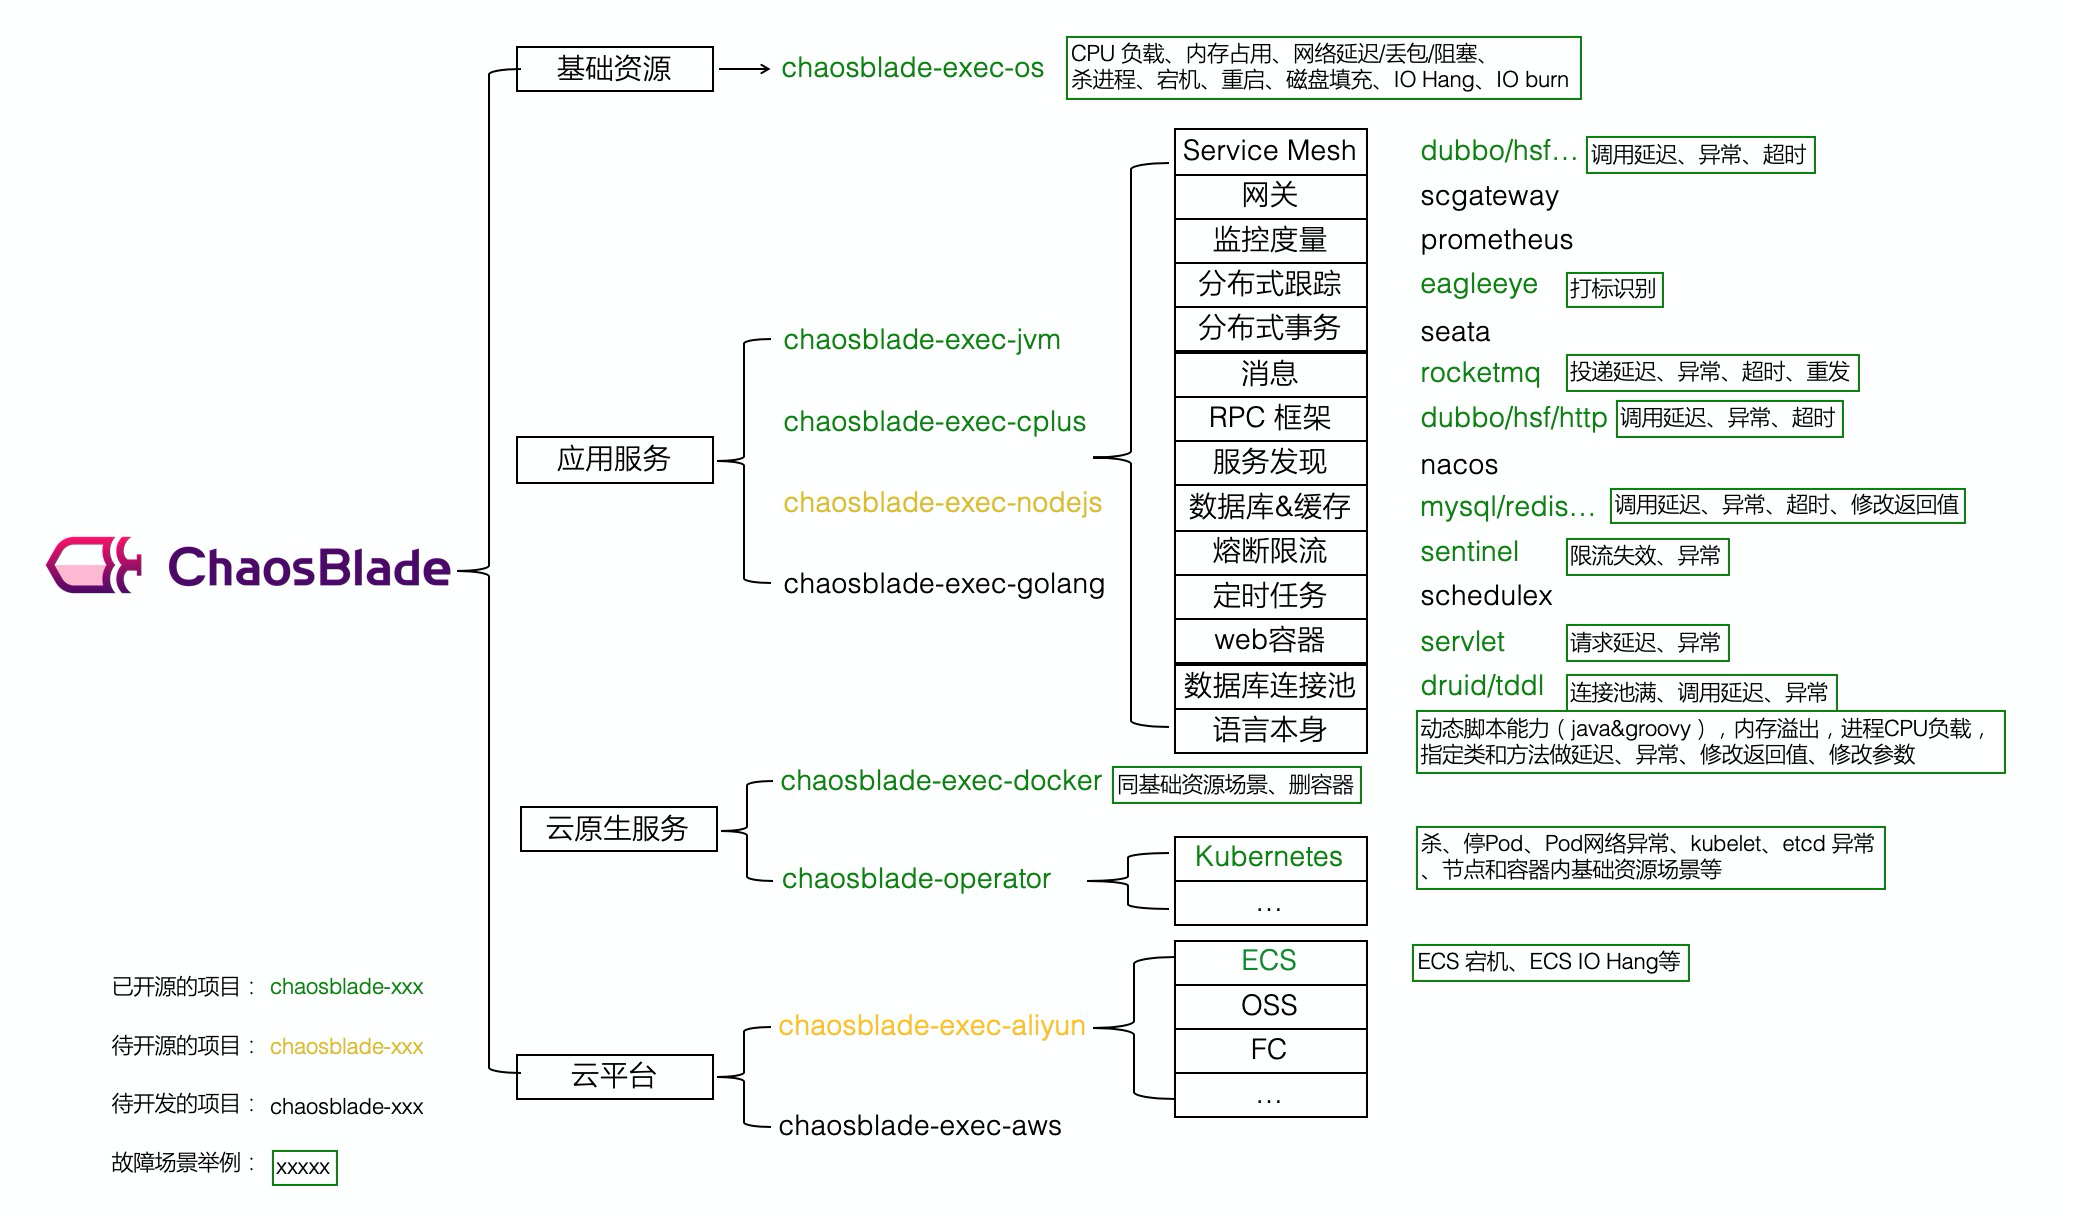 基础资源
chaosblade-exec-os
CPU 负载、内存占用、网络延迟/丢包/阻塞、
杀进程、宕机、重启、磁盘填充、IO Hang、IO burn
Service Mesh
dubbo/hsf…
调用延迟、异常、超时
网关
scgateway
监控度量
prometheus
分布式跟踪
eagleeye
打标识别
分布式事务
seata
消息
rocketmq
投递延迟、异常、超时、重发
RPC 框架
dubbo/hsf/http
调用延迟、异常、超时
服务发现
nacos
数据库&缓存
mysql/redis…
调用延迟、异常、超时、修改返回值
熔断限流
sentinel
限流失效、异常
定时任务
schedulex
web容器
servlet
请求延迟、异常
数据库连接池
druid/tddl
连接池满、调用延迟、异常
语言本身
动态脚本能力（java&groovy），内存溢出，进程CPU负载，
指定类和方法做延迟、异常、修改返回值、修改参数
chaosblade-exec-jvm
chaosblade-exec-cplus
应用服务
chaosblade-exec-nodejs
chaosblade-exec-golang
ChaosBlade
云原生服务
chaosblade-exec-docker
同基础资源场景、删容器
chaosblade-operator
Kubernetes
…
杀、停Pod、Pod网络异常、kubelet、etcd 异常
、节点和容器内基础资源场景等
云平台
chaosblade-exec-aliyun
ECS
ECS 宕机、ECS IO Hang等
OSS
FC
…
chaosblade-exec-aws
已开源的项目： chaosblade-xxx
待开源的项目： chaosblade-xxx
待开发的项目： chaosblade-xxx
故障场景举例： xxxxx